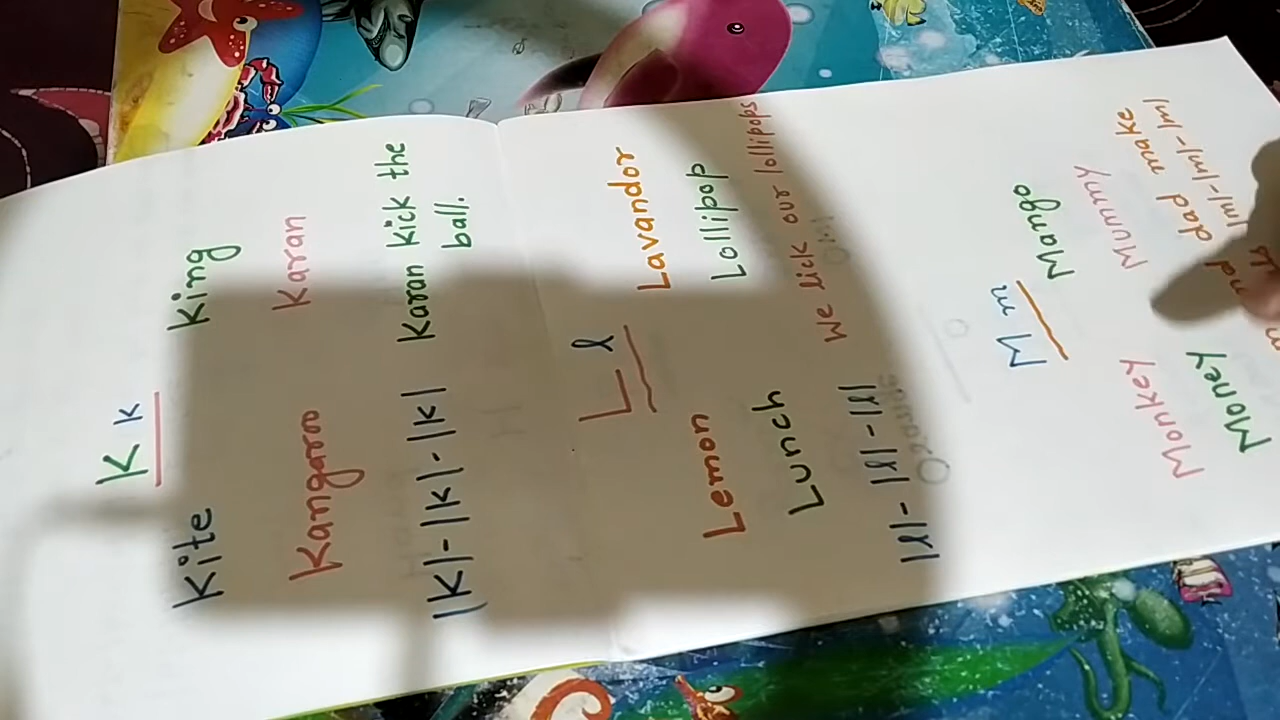 K k
Kite King
Kangaroo Karan
|K|-|K|-|K| Karan kick the
ball.
L l
Lemon Lavandor
Lunch Lollipop
|l|-|l|-|l| We lick our lollipops
M m
Monkey Mango
Money Mummy
dad make
|m|-|m|-|m|